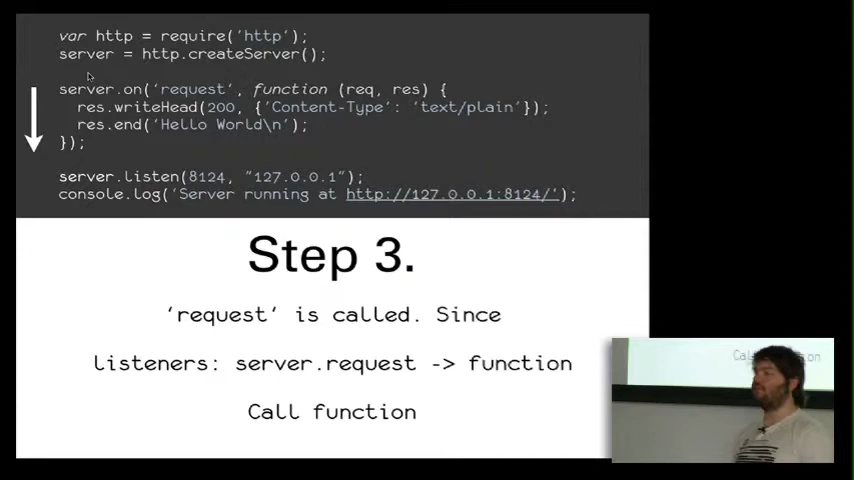 var http = require('http');
server = http.createServer();
server.on('request', function (req, res) {
res.writeHead(200, {'Content-Type': 'text/plain'});
res.end('Hello World\n');
});
server.listen(8124, "127.0.0.1");
console.log('Server running at http://127.0.0.1:8124/');
Step 3.
'request' is called. Since
listeners: server.request -> function
Call function